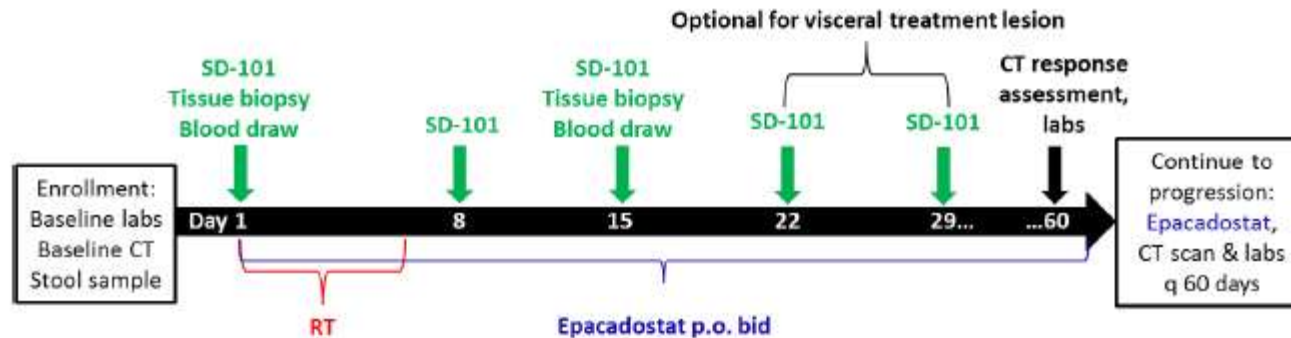 Optional for visceral treatment lesion
SD-101
Tissue biopsy
Blood draw
SD-101
SD-101
Tissue biopsy
Blood draw
SD-101
SD-101
CT response
assessment,
labs
Enrollment:
Baseline labs
Baseline CT
Stool sample
Day 1
8
15
22
29...
...60
Continue to
progression:
Epacadostat,
CT scan & labs
q 60 days
RT
Epacadostat p.o. bid